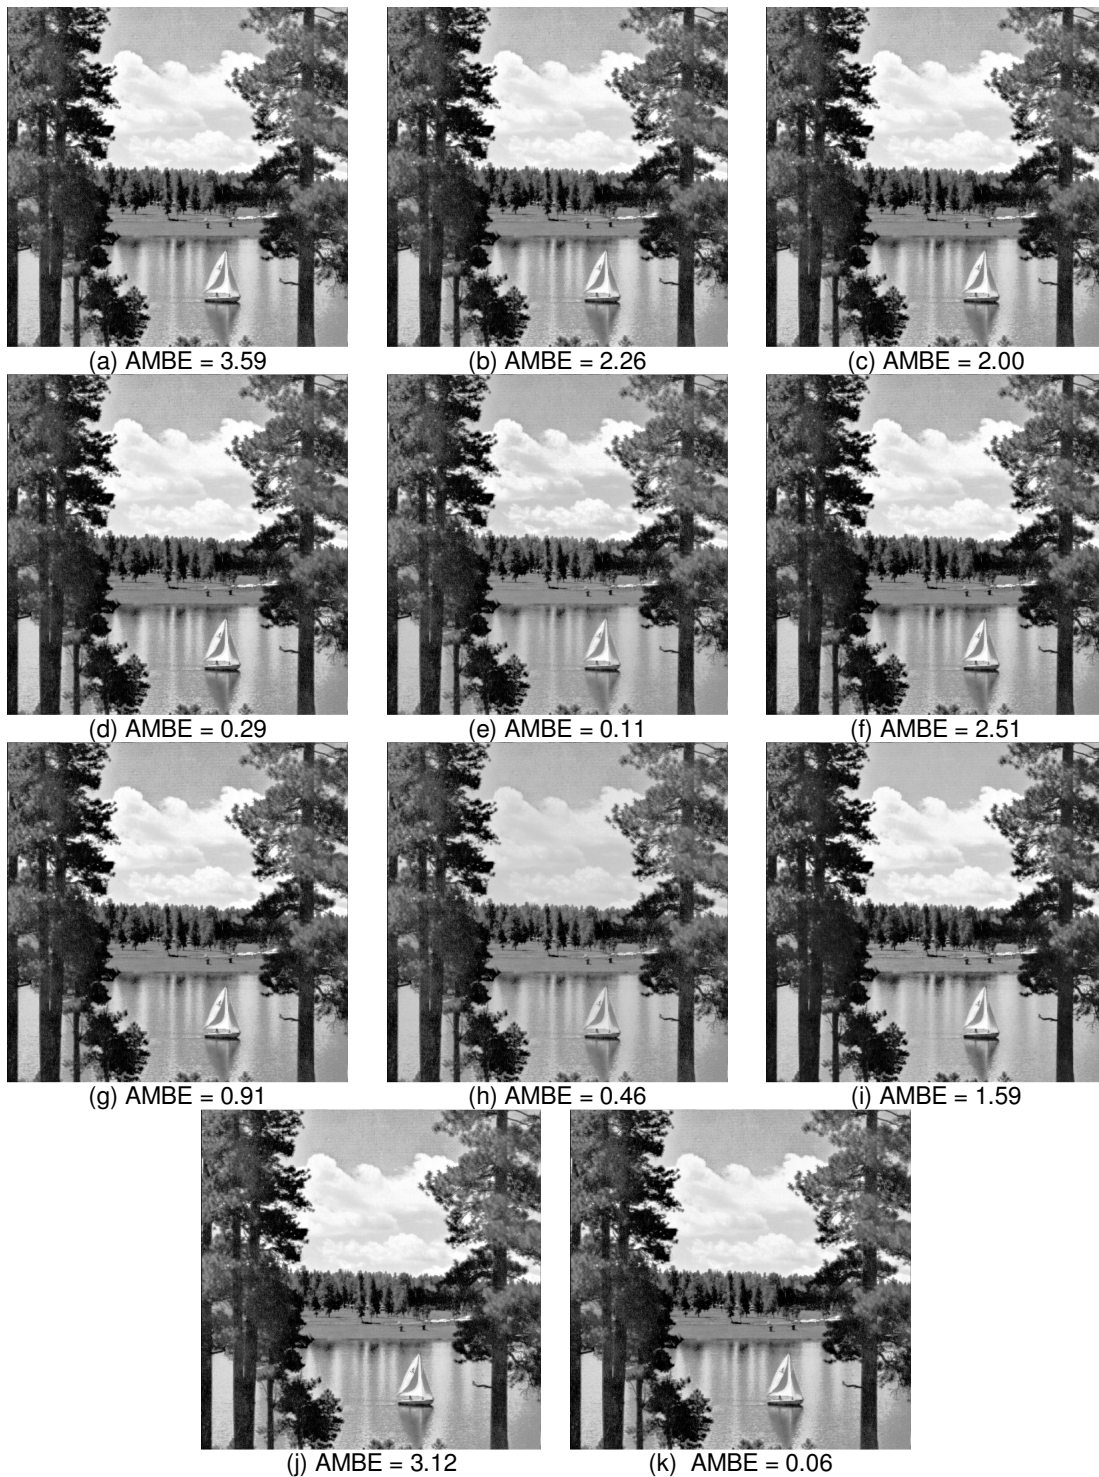 (a) AMBE = 3.59
(b) AMBE = 2.26
(c) AMBE = 2.00
(d) AMBE = 0.29
(e) AMBE = 0.11
(f) AMBE = 2.51
(g) AMBE = 0.91
(h) AMBE = 0.46
(i) AMBE = 1.59
(j) AMBE = 3.12
(k) AMBE = 0.06